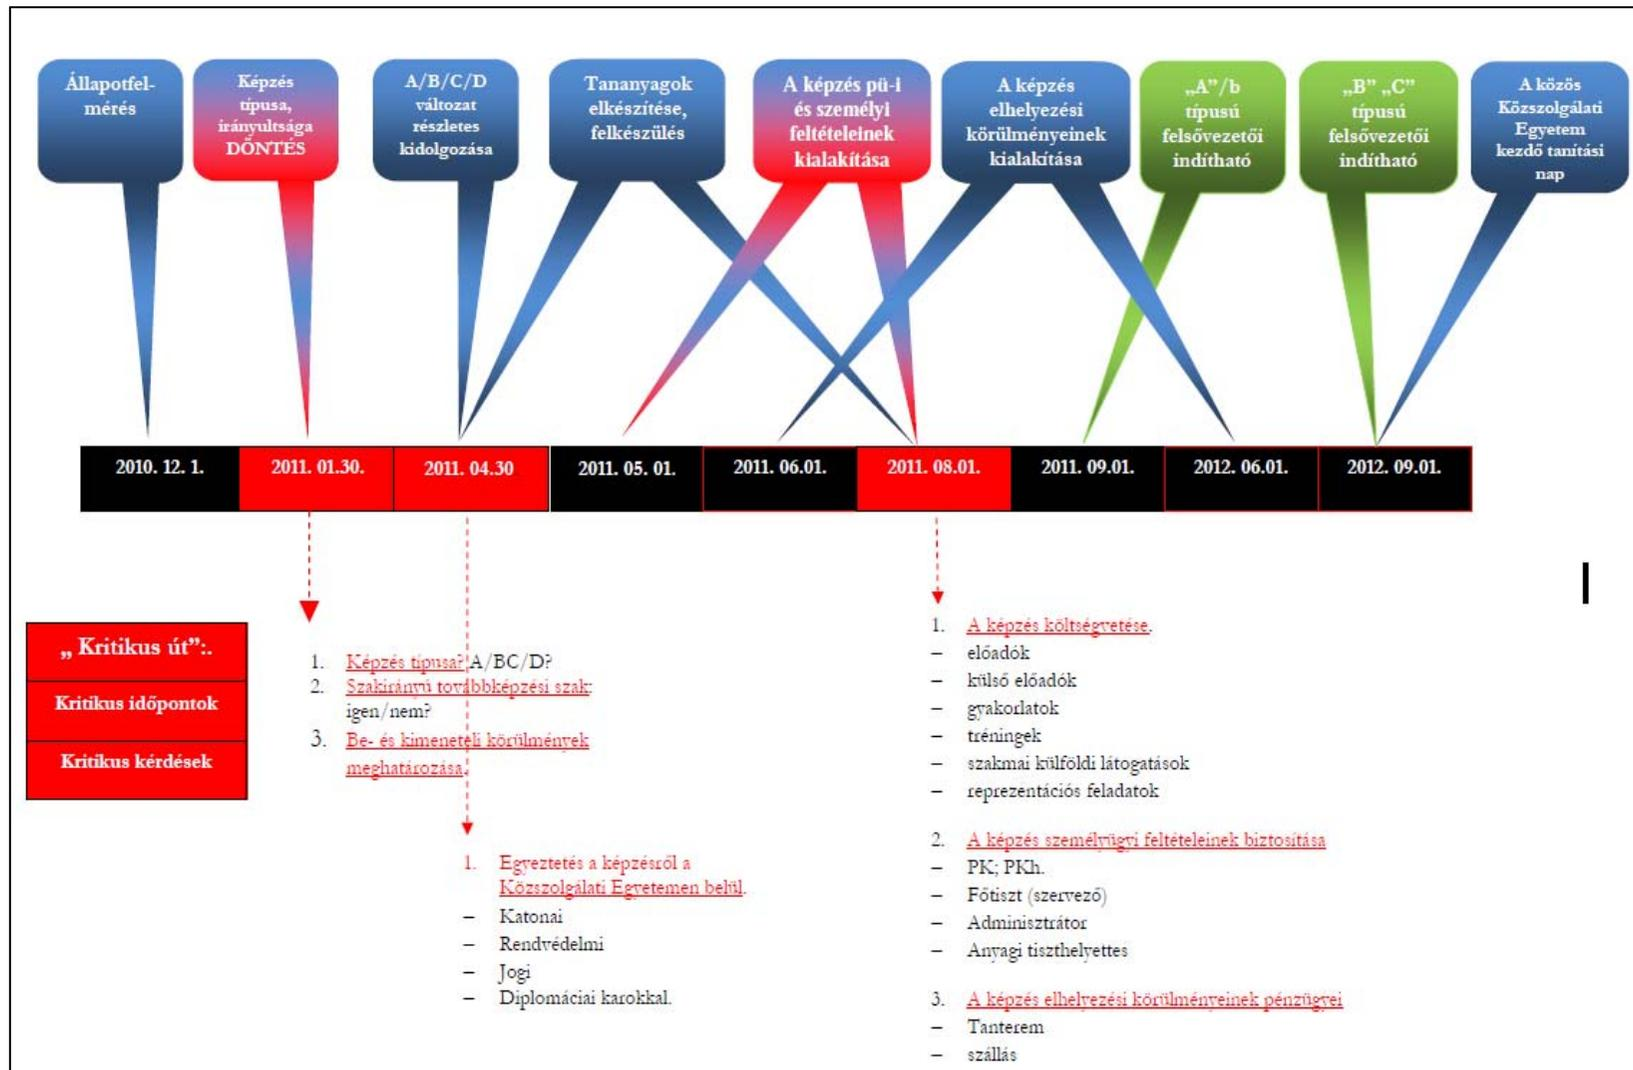 Állapotfel-
mérés
Képzés
típusa,
irányultsága
DÖNTÉS
A/B/C/D
változat
részletes
kidolgozása
Tananyagok
elkészítése,
felkészülés
A képzés pü-i
és személyi
feltételeinek
kialakítása
A képzés
elhelyezési
körülményeinek
kialakítása
„A”/b
típusú
felsővezetői
indítható
„B” „C”
típusú
felsővezetői
indítható
A közös
Közszolgálati
Egyetem
kezdő tanítási
nap
2010. 12. 1.
2011. 01.30.
2011. 04.30
2011. 05. 01.
2011. 06.01.
2011. 08.01.
2011. 09.01.
2012. 06.01.
2012. 09.01.
„ Kritikus út”:.
Kritikus időpontok
Kritikus kérdések
1. Képzés típusa? A/BC/D?
2. Szakirányú továbbképzési szak:
igen/nem?
3. Be- és kimeneteli körülmények
meghatározása.
1. Egyeztetés a képzésről a
Közszolgálati Egyetemen belül.
– Katonai
– Rendvédelmi
– Jogi
– Diplomáciai karokkal.
1. A képzés költségvetése.
– előadók
– külső előadók
– gyakorlatok
– tréningek
– szakmai külföldi látogatások
– reprezentációs feladatok
2. A képzés személyügyi feltételeinek biztosítása
– PK; PKh.
– Főtiszt (szervező)
– Adminisztrátor
– Anyagi tiszthelyettes
3. A képzés elhelyezési körülményeinek pénzügyei
– Tanterem
– szállás